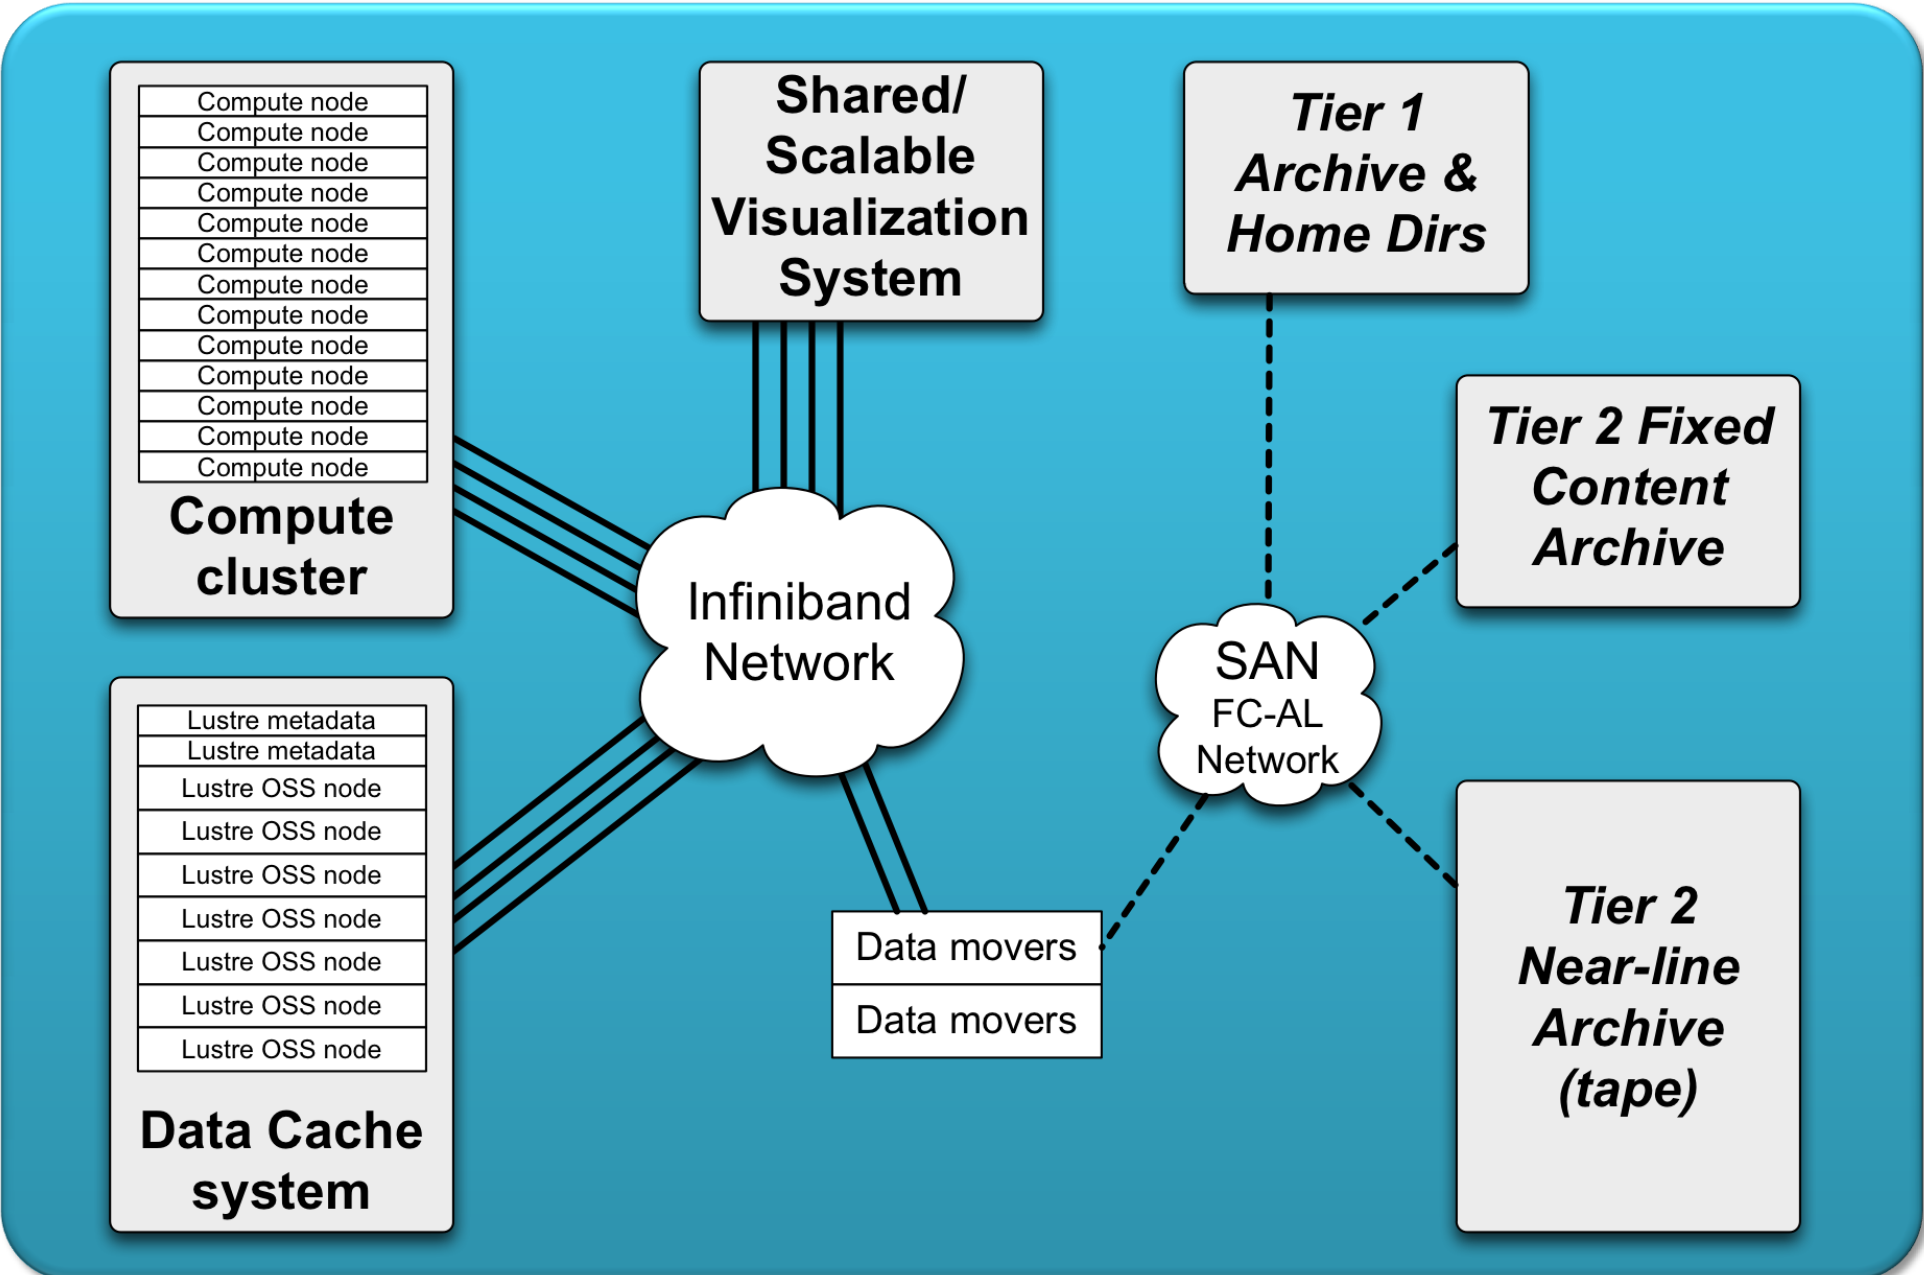 Compute node
Compute node
Compute node
Compute node
Compute node
Compute node
Compute node
Compute node
Compute node
Compute node
Compute node
Compute node
Compute node
Compute
cluster
Shared/
Scalable
Visualization
System
Tier 1
Archive &
Home Dirs
Tier 2 Fixed
Content
Archive
Infiniband
Network
SAN
FC-AL
Network
Lustre metadata
Lustre metadata
Lustre OSS node
Lustre OSS node
Lustre OSS node
Lustre OSS node
Lustre OSS node
Lustre OSS node
Lustre OSS node
Data Cache
system
Data movers
Data movers
Tier 2
Near-line
Archive
(tape)